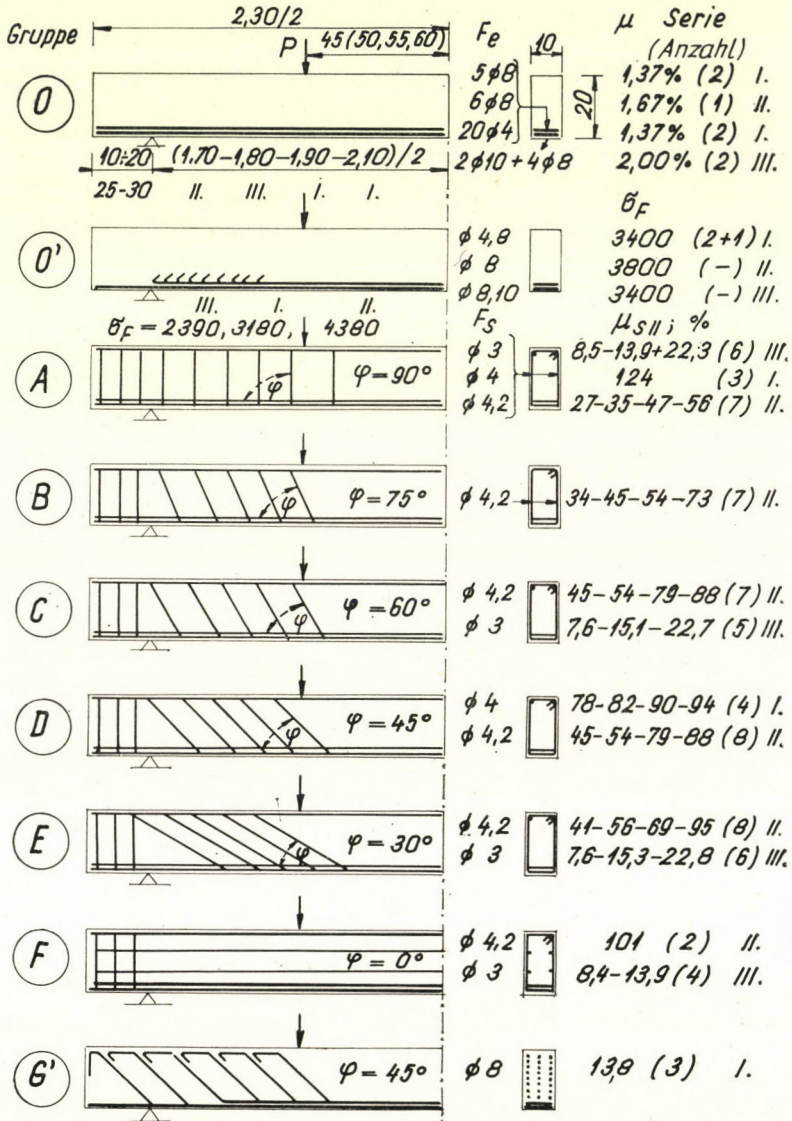 Gruppe 2,30/2 Fe 10 μ Serie
P 45(50,55,60) (Anzahl)
O 5ϕ8 1,37% (2) I.
6ϕ8 20 1,67% (1) II.
20ϕ4 1,37% (2) I.
10÷20 (1,70-1,80-1,90-2,10)/2 2ϕ10+4ϕ8 2,00% (2) III.
25-30 II. III. I. I.
σF
O' ϕ4,8 3400 (2+1) I.
ϕ8 3800 (-) II.
ϕ8,10 3400 (-) III.
III. I. II.
σF = 2390, 3180, 4380 Fs μSII; %
A φ=90° ϕ3 8,5-13,9+22,3 (6) III.
φ ϕ4 124 (3) I.
ϕ4,2 27-35-47-56 (7) II.
B φ φ=75° ϕ4,2 34-45-54-73 (7) II.
C φ φ=60° ϕ4,2 45-54-79-88 (7) II.
ϕ3 7,6-15,1-22,7 (5) III.
D φ φ=45° ϕ4 78-82-90-94 (4) I.
ϕ4,2 45-54-79-88 (8) II.
E φ φ=30° ϕ4,2 41-56-69-95 (8) II.
ϕ3 7,6-15,3-22,8 (6) III.
F φ=0° ϕ4,2 101 (2) II.
ϕ3 8,4-13,9 (4) III.
G' φ=45° ϕ8 13,8 (3) I.